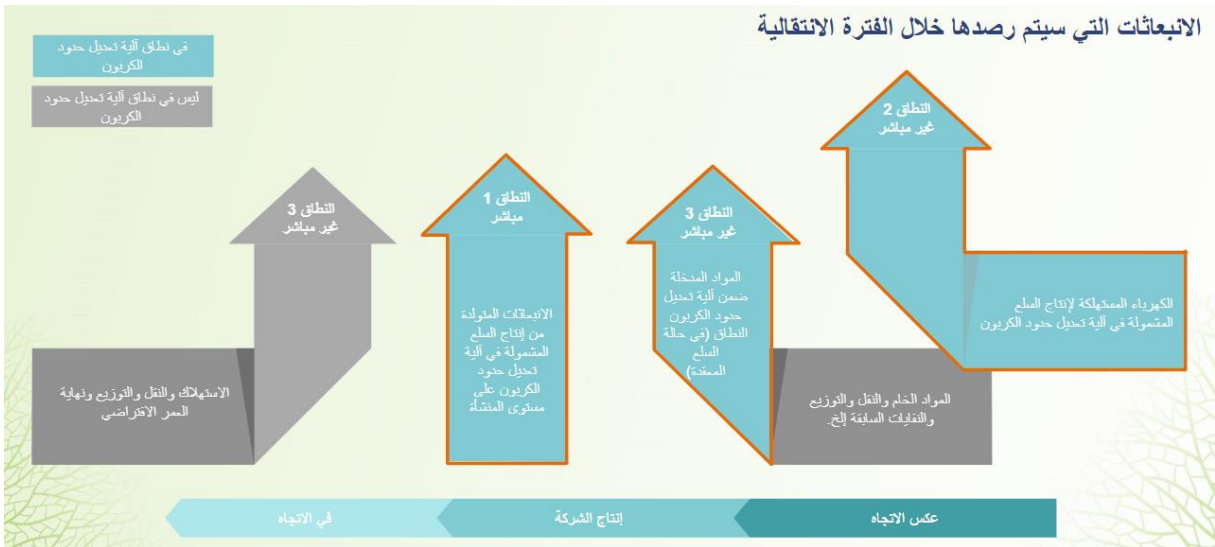 الانبعاثات التي سيتم رصدها خلال الفترة الانتقالية
في نطاق آلية تعديل حدود
الكربون
ليس في نطاق آلية تعديل حدود
الكربون
النطاق 2
غير مباشر
الكهرباء المستهلكة لإنتاج السلع
المشمولة في آلية تعديل حدود الكربون
النطاق 3
غير مباشر
المواد المدخلة
ضمن آلية تعديل
حدود الكربون
النطاق (في حالة
السلع
المعقدة)
المواد الخام والنقل والتوزيع
والنفايات السابقة إلخ.
النطاق 1
مباشر
الانبعاثات المتولدة
من إنتاج السلع
المشمولة في آلية
تعديل حدود
الكربون على
مستوى المنشأة
النطاق 3
غير مباشر
الاستهلاك والنقل والتوزيع ونهاية
العمر الافتراضي
عكس الاتجاه
إنتاج الشركة
في الاتجاه